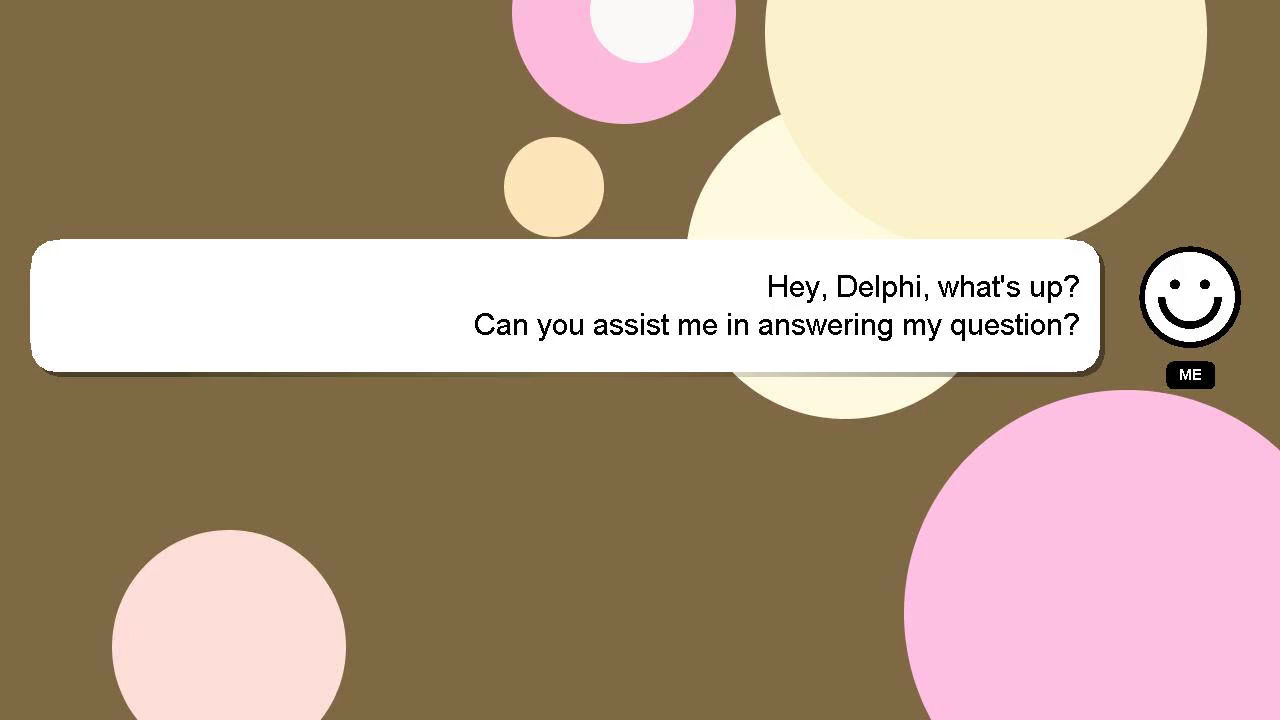 Hey, Delphi, what's up?
Can you assist me in answering my question?
ME